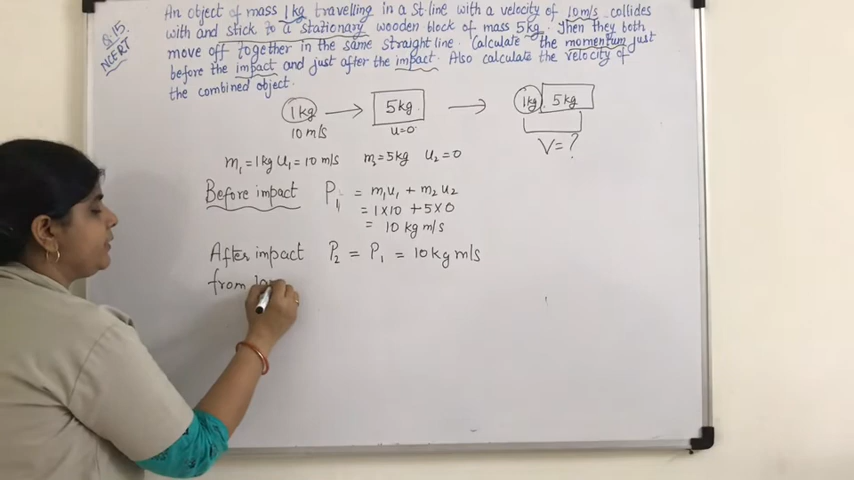 Q.15.
NCERT
An object of mass 1kg travelling in a St line with a velocity of 10m/s collides
with and stick to a stationary wooden block of mass 5kg. Then they both
move off together in the same straight line. Calculate the momentum just
before the impact and just after the impact. Also calculate the velocity of
the combined object.
1kg 5kg 1kg 5kg
10m/s u=0 V=?
m₁=1kg u₁=10 m/s m₂=5kg u₂=0
Before impact P₁ = m₁u₁ + m₂u₂
= 1×10 + 5×0
= 10 kg m/s
After impact P₂ = P₁ = 10kg m/s
from